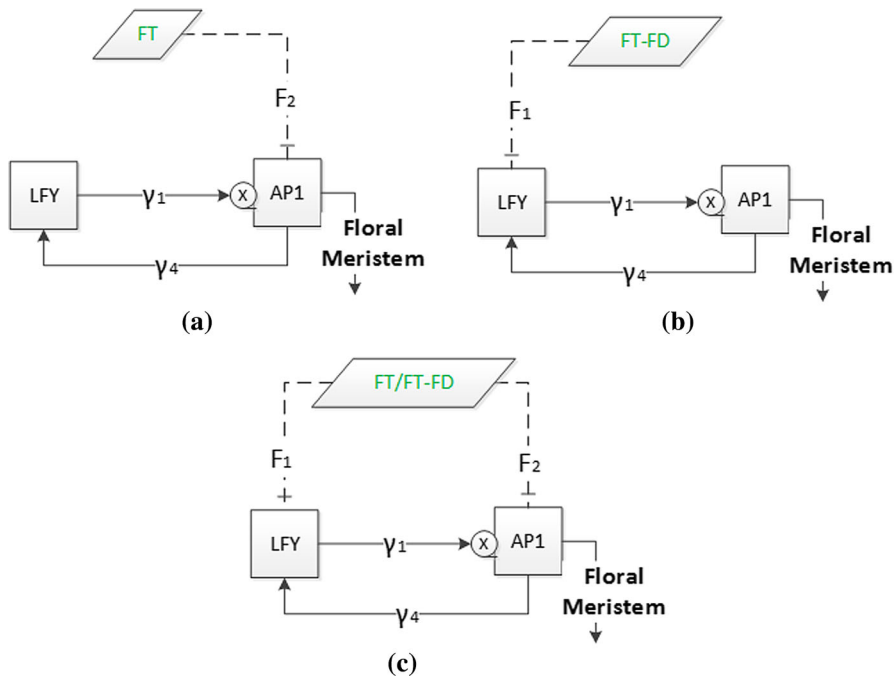 FT
F₂
LFY
γ₁
X
AP1
Floral
Meristem
γ₄
(a)
FT-FD
F₁
LFY
γ₁
X
AP1
Floral
Meristem
γ₄
(b)
FT/FT-FD
F₁
F₂
+
LFY
γ₁
X
AP1
Floral
Meristem
γ₄
(c)